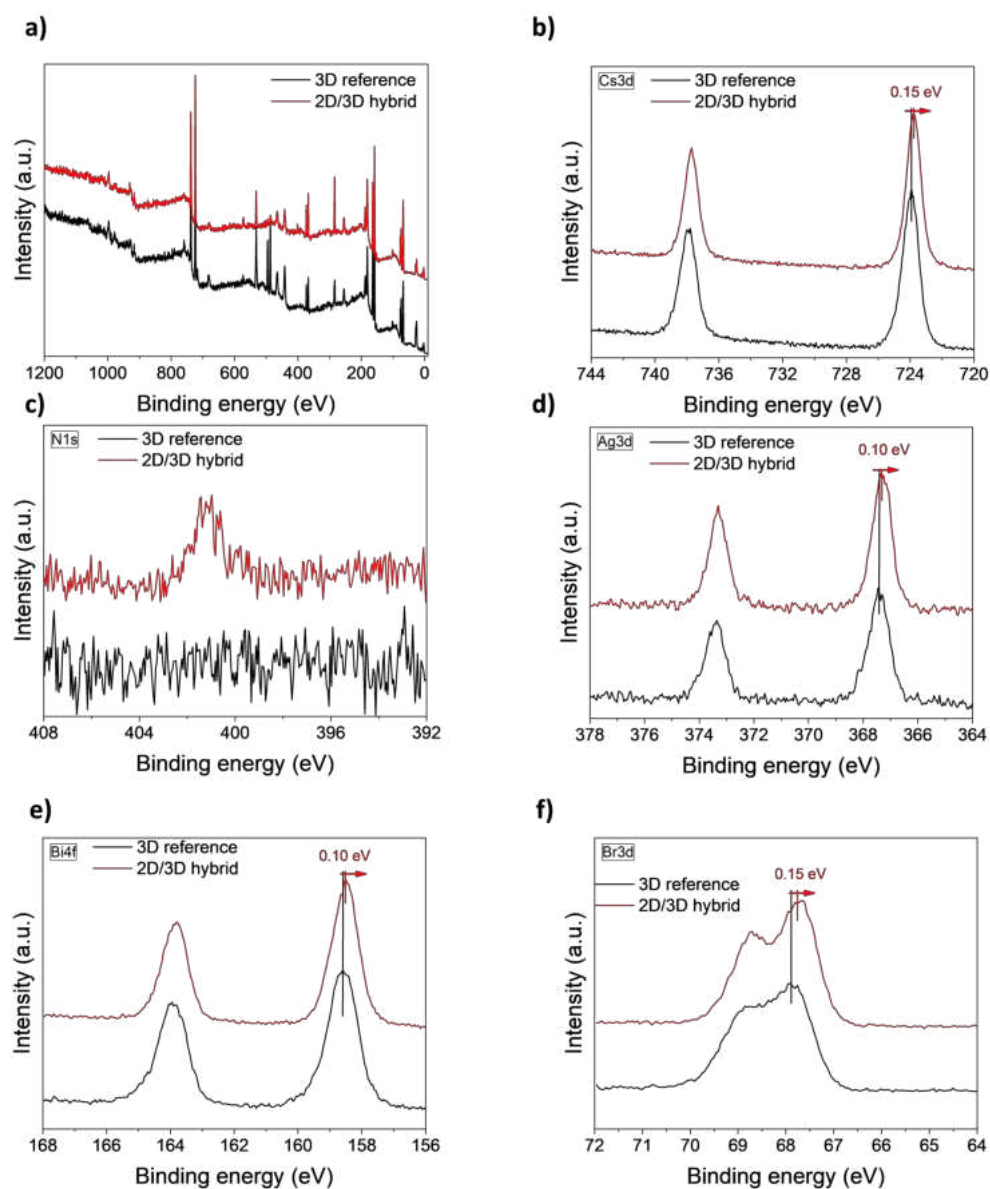 a)
3D reference
2D/3D hybrid
Intensity (a.u.)
1200 1000 800 600 400 200 0
Binding energy (eV)
b)
Cs3d
3D reference
2D/3D hybrid
0.15 eV
Intensity (a.u.)
744 740 736 732 728 724 720
Binding energy (eV)
c)
N1s
3D reference
2D/3D hybrid
Intensity (a.u.)
408 404 400 396 392
Binding energy (eV)
d)
Ag3d
3D reference
2D/3D hybrid
0.10 eV
Intensity (a.u.)
378 376 374 372 370 368 366 364
Binding energy (eV)
e)
Bi4f
3D reference
2D/3D hybrid
0.10 eV
Intensity (a.u.)
168 166 164 162 160 158 156
Binding energy (eV)
f)
Br3d
3D reference
2D/3D hybrid
0.15 eV
Intensity (a.u.)
72 71 70 69 68 67 66 65 64
Binding energy (eV)